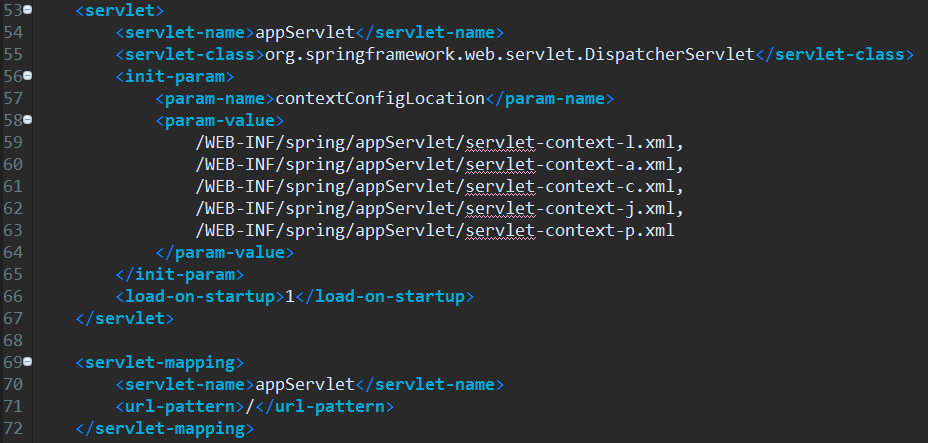 53 <servlet>
54 <servlet-name>appServlet</servlet-name>
55 <servlet-class>org.springframework.web.servlet.DispatcherServlet</servlet-class>
56 <init-param>
57 <param-name>contextConfigLocation</param-name>
58 <param-value>
59 /WEB-INF/spring/appServlet/servlet-context-l.xml,
60 /WEB-INF/spring/appServlet/servlet-context-a.xml,
61 /WEB-INF/spring/appServlet/servlet-context-c.xml,
62 /WEB-INF/spring/appServlet/servlet-context-j.xml,
63 /WEB-INF/spring/appServlet/servlet-context-p.xml
64 </param-value>
65 </init-param>
66 <load-on-startup>1</load-on-startup>
67 </servlet>
68
69 <servlet-mapping>
70 <servlet-name>appServlet</servlet-name>
71 <url-pattern>/</url-pattern>
72 </servlet-mapping>